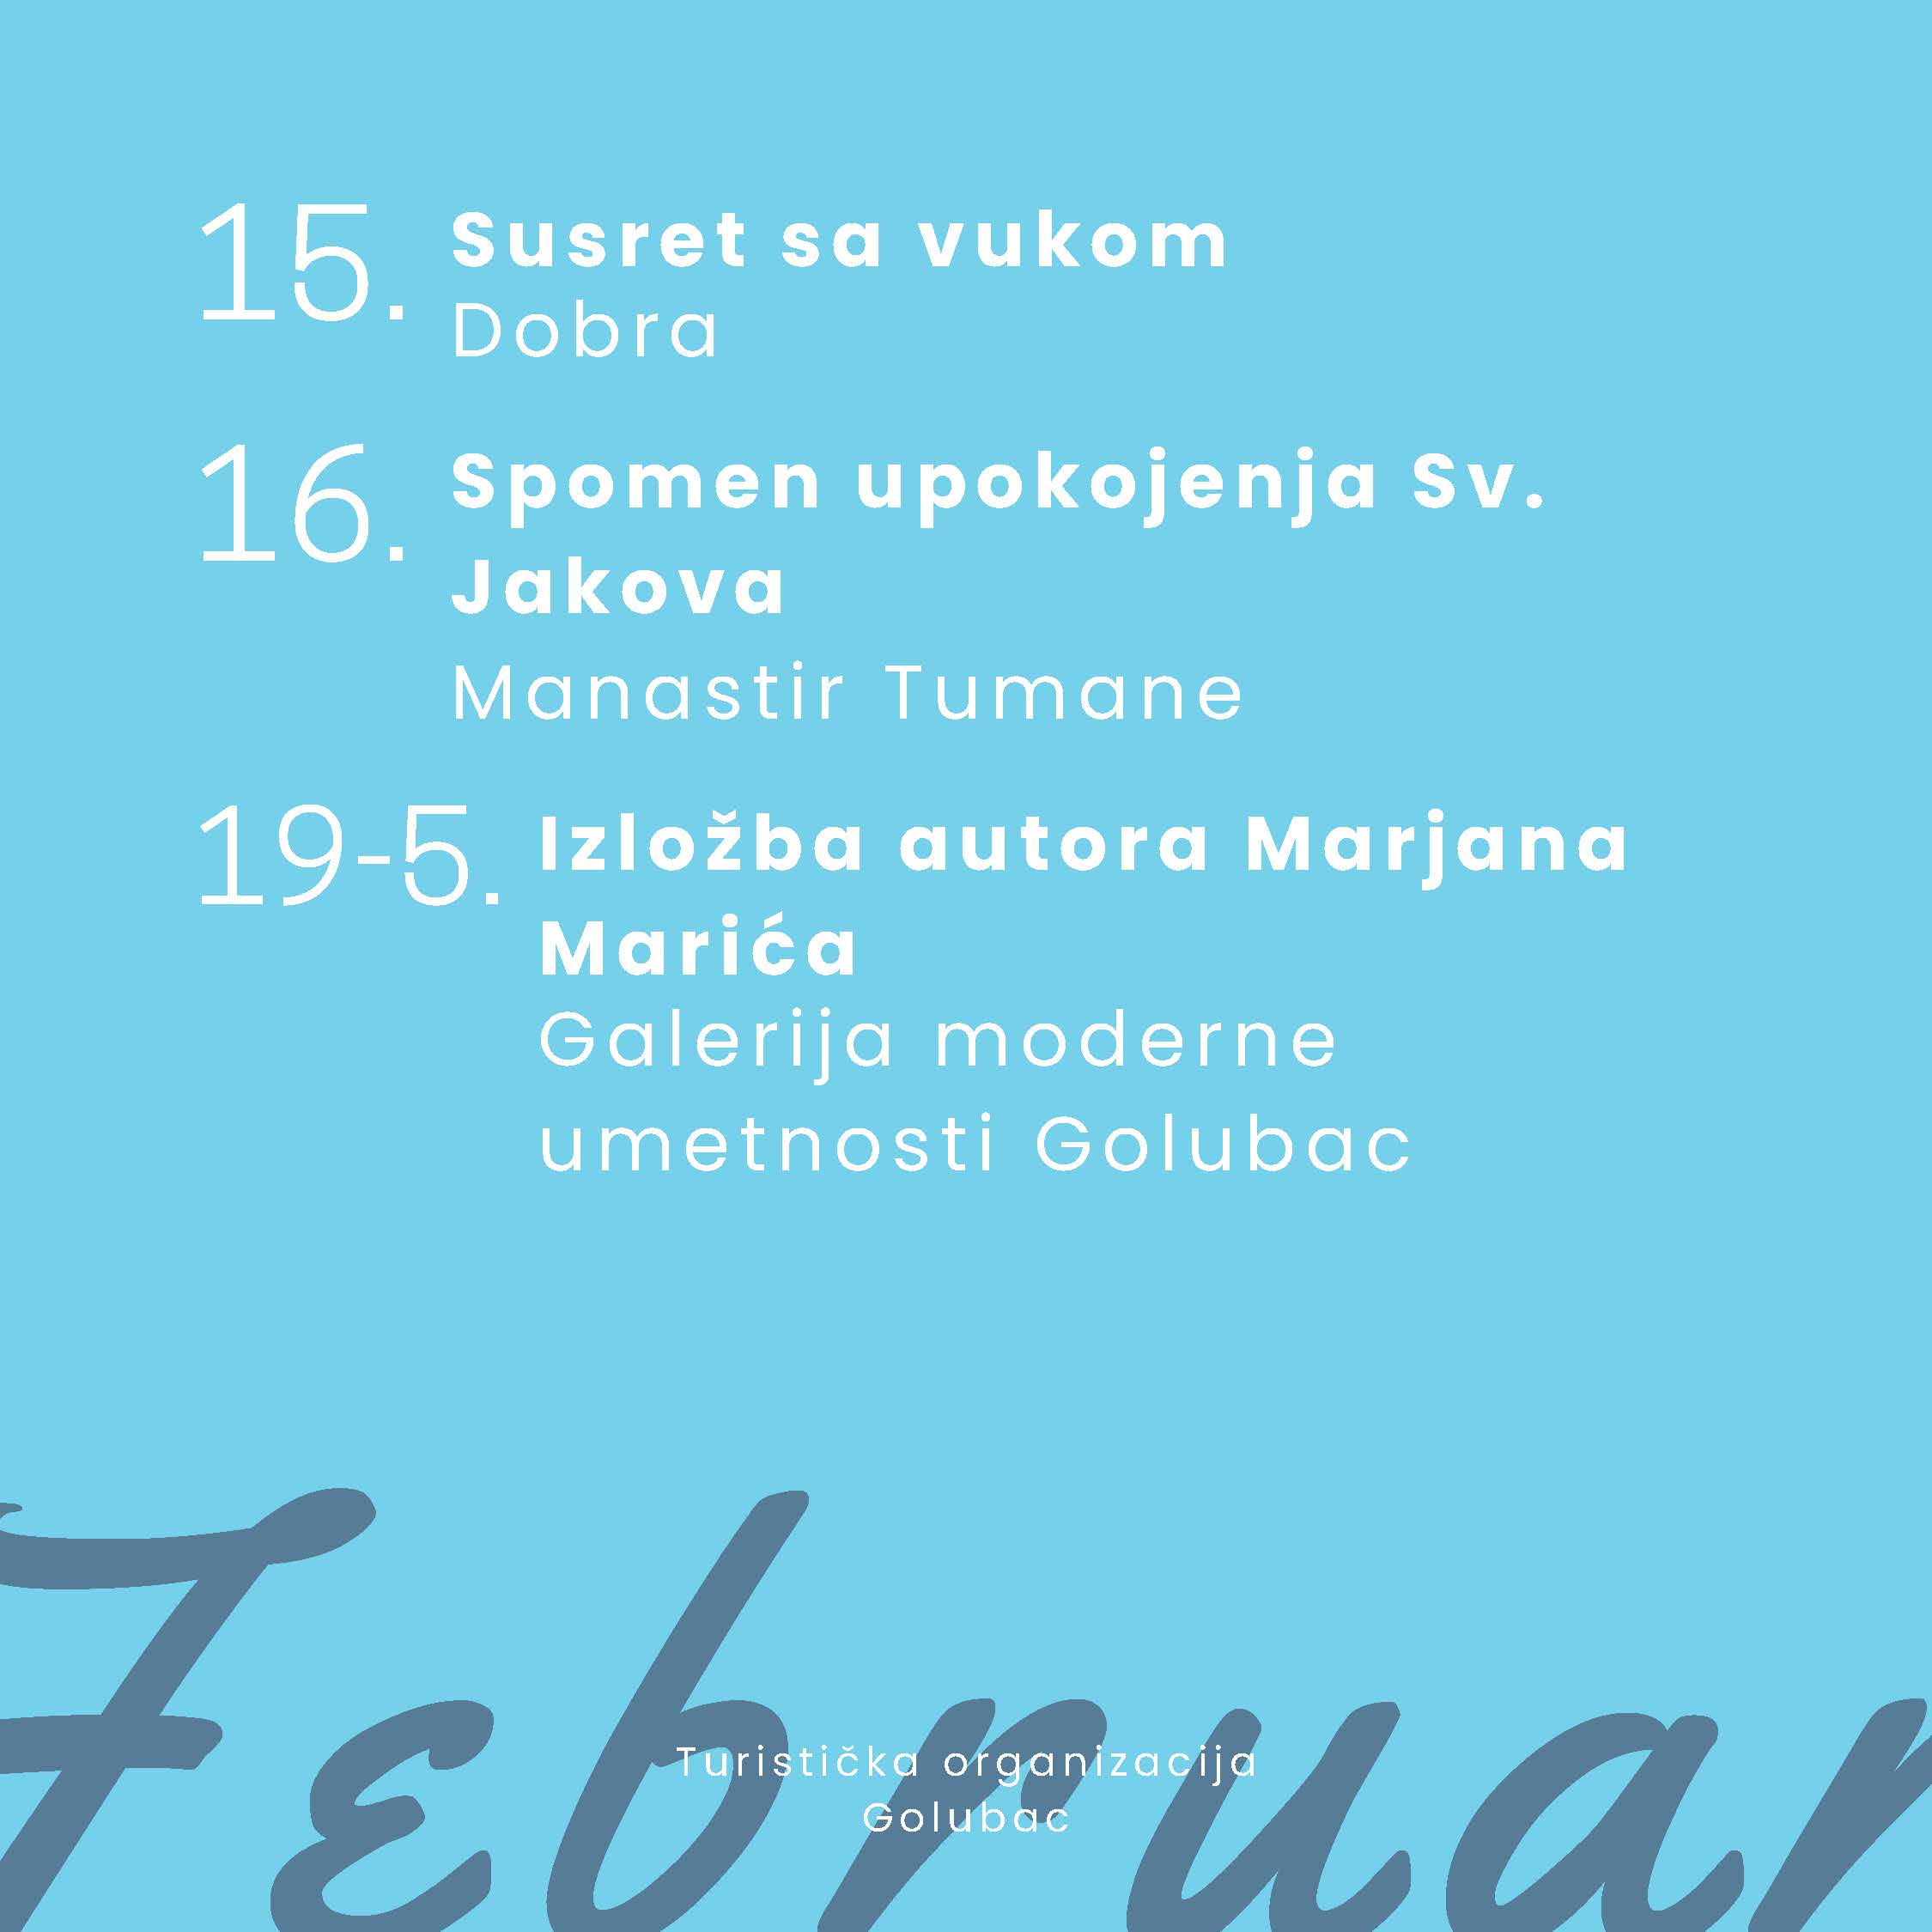 15. Susret sa vukom
Dobra
16. Spomen upokojenja Sv.
Jakova
Manastir Tumane
19-5. Izložba autora Marjana
Marića
Galerija moderne
umetnosti Golubac
Februar
Turistička organizacija
Golubac